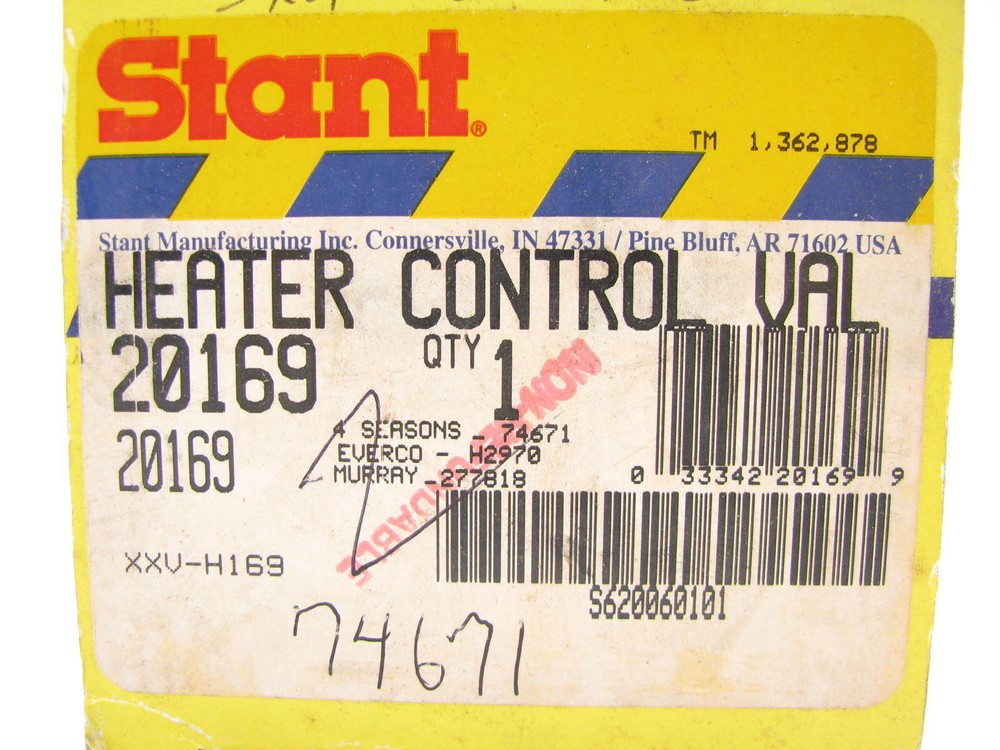 Stant®
TM 1,362,878
Stant Manufacturing Inc. Connersville, IN 47331 / Pine Bluff, AR 71602 USA
HEATER CONTROL VAL
20169
QTY 1
4 SEASONS - 74671
EVERCO - H2970
MURRAY -277818
20169
0 33342 20169 9
XXV-H169
S620060101
74671